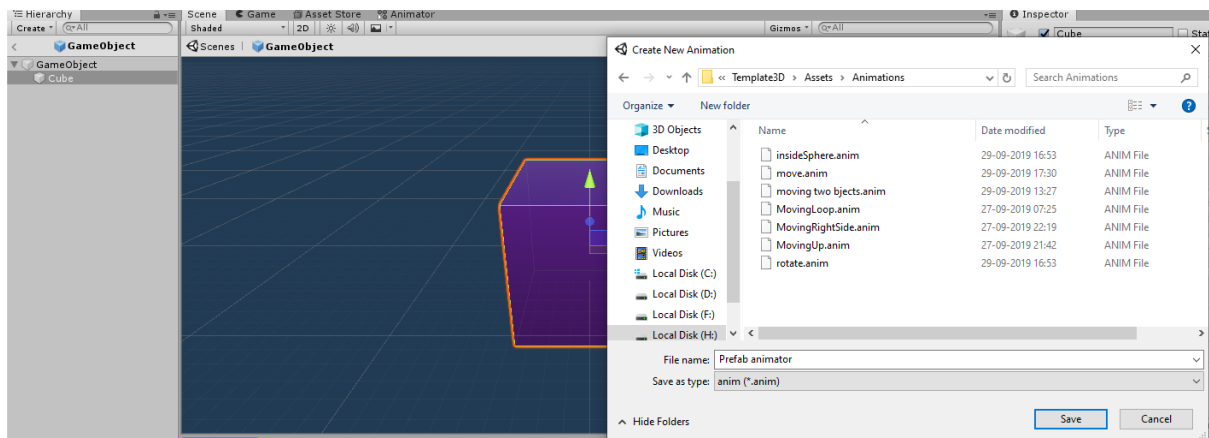 Hierarchy
Create
All
GameObject
GameObject
Cube
Scene
Game
Asset Store
Animator
Shaded
2D
Gizmos
All
Scenes
GameObject
Inspector
Cube
Create New Animation
« Template3D > Assets > Animations
Search Animations
Organize
New folder
3D Objects
Desktop
Documents
Downloads
Music
Pictures
Videos
Local Disk (C:)
Local Disk (D:)
Local Disk (F:)
Local Disk (H:)
Name Date modified Type
insideSphere.anim 29-09-2019 16:53 ANIM File
move.anim 29-09-2019 17:30 ANIM File
moving two bjects.anim 29-09-2019 13:27 ANIM File
MovingLoop.anim 27-09-2019 07:25 ANIM File
MovingRightSide.anim 27-09-2019 22:19 ANIM File
MovingUp.anim 27-09-2019 21:42 ANIM File
rotate.anim 29-09-2019 16:53 ANIM File
File name: Prefab animator
Save as type: anim (*.anim)
Hide Folders
Save
Cancel